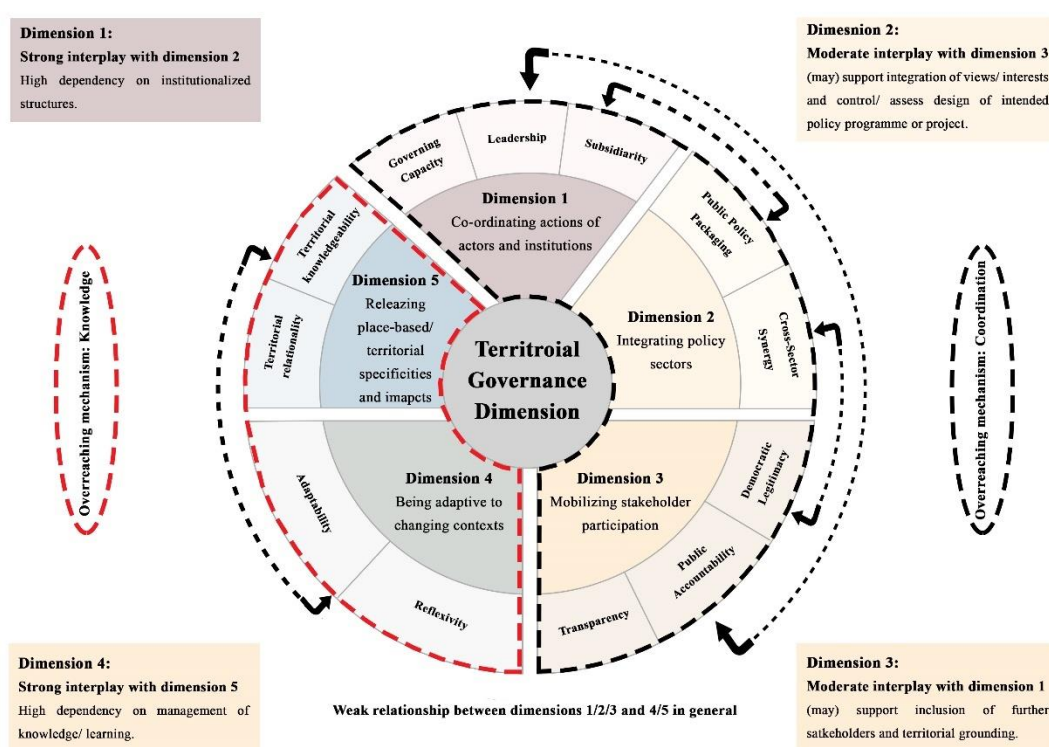 Dimension 1:
Strong interplay with dimension 2
High dependency on institutionalized
structures.
Dimesnion 2:
Moderate interplay with dimension 3
(may) support integration of views/ interests
and control/ assess design of intended
policy programme or project.
Governing
Capacity
Leadership
Subsidiarity
Dimension 1
Co-ordinating actions of
actors and institutions
Public Policy
Packaging
Cross-Sector
Synergy
Dimension 2
Integrating policy
sectors
Territorial
knowledgeability
Territorial
relationality
Dimension 5
Releazing
place-based/
territorial
specificities
and imapcts
Territroial
Governance
Dimension
Overreaching mechanism: Knowledge
Overreaching mechanism: Coordination
Dimension 4
Being adaptive to
changing contexts
Adaptability
Reflexivity
Dimension 3
Mobilizing stakeholder
participation
Democratic
Legitimacy
Public
Accountability
Transparency
Dimension 4:
Strong interplay with dimension 5
High dependency on management of
knowledge/ learning.
Weak relationship between dimensions 1/2/3 and 4/5 in general
Dimension 3:
Moderate interplay with dimension 1
(may) support inclusion of further
satkeholders and territorial grounding.